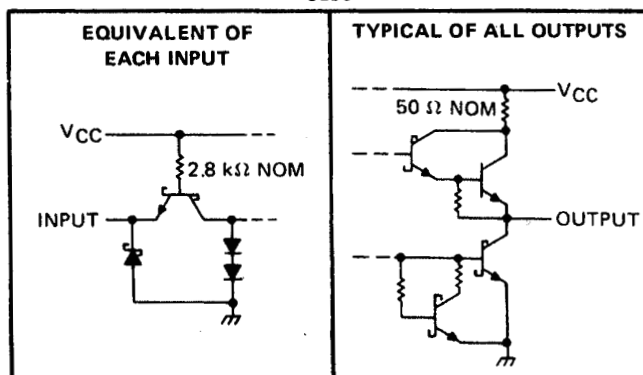 EQUIVALENT OF
EACH INPUT
VCC
2.8 kΩ NOM
INPUT
TYPICAL OF ALL OUTPUTS
VCC
50 Ω NOM
OUTPUT